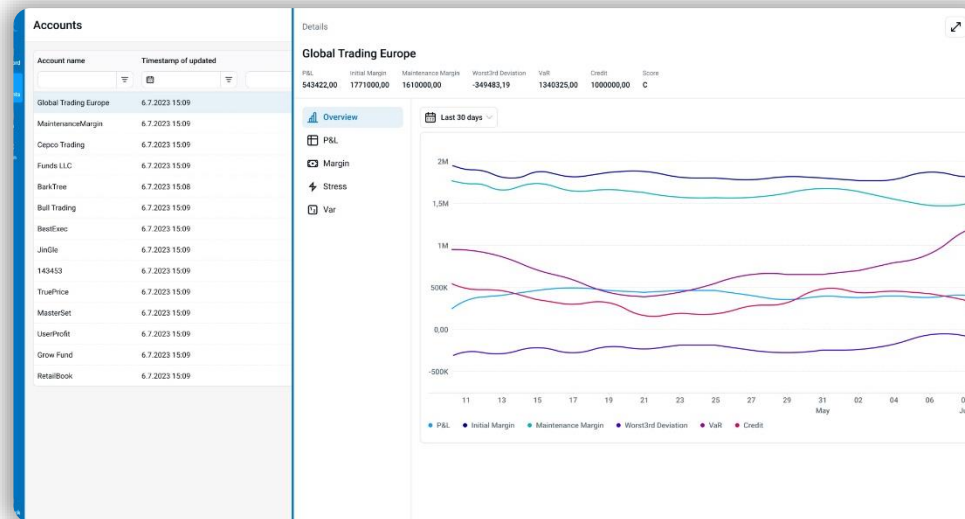 Accounts
Account name Timestamp of updated
Global Trading Europe 6.7.2023 15:09
MaintenanceMargin 6.7.2023 15:09
Cepco Trading 6.7.2023 15:09
Funds LLC 6.7.2023 15:09
BarkTree 6.7.2023 15:08
Bull Trading 6.7.2023 15:09
BestExec 6.7.2023 15:09
JinGle 6.7.2023 15:09
143453 6.7.2023 15:09
TruePrice 6.7.2023 15:09
MasterSet 6.7.2023 15:09
UserProfit 6.7.2023 15:09
Grow Fund 6.7.2023 15:09
RetailBook 6.7.2023 15:09
Details
Global Trading Europe
P&L Initial Margin Maintenance Margin Worst3rd Deviation VaR Credit Score
543422,00 1771000,00 1610000,00 -349483,19 1340325,00 1000000,00 C
Overview
P&L
Margin
Stress
Var
Last 30 days
2M
1,5M
1M
500K
0,00
-500K
11 13 15 17 19 21 23 25 27 29 31 02 04 06
May
P&L Initial Margin Maintenance Margin Worst3rd Deviation VaR Credit